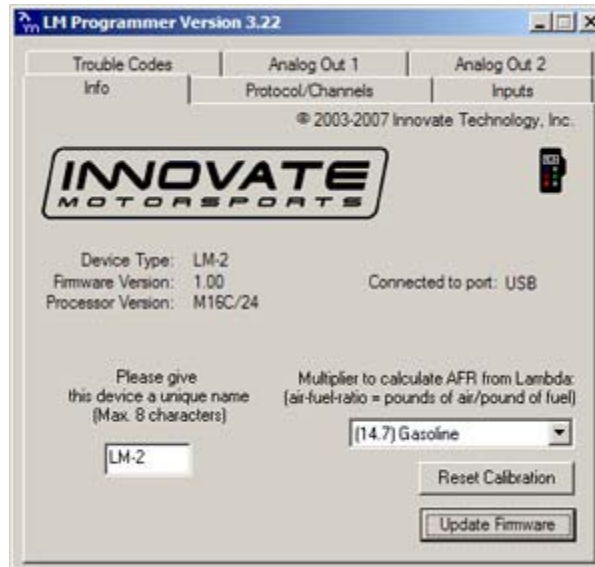 LM Programmer Version 3.22
Trouble Codes
Analog Out 1
Analog Out 2
Info
Protocol/Channels
Inputs
© 2003-2007 Innovate Technology, Inc.
INNOVATE
MOTORSPORTS
Device Type: LM-2
Firmware Version: 1.00
Processor Version: M16C/24
Connected to port: USB
Please give
this device a unique name
(Max. 8 characters)
LM-2
Multiplier to calculate AFR from Lambda:
(air-fuel-ratio = pounds of air/pound of fuel)
(14.7) Gasoline
Reset Calibration
Update Firmware